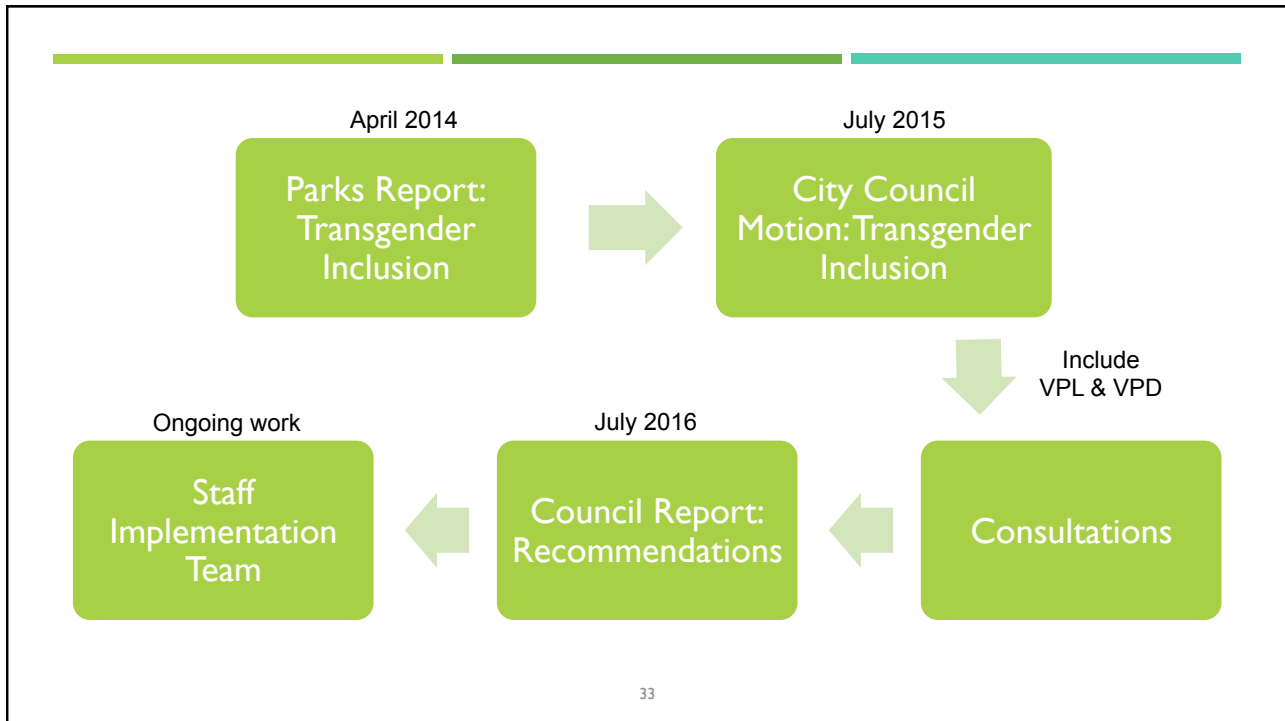 April 2014
Parks Report:
Transgender
Inclusion
July 2015
City Council
Motion: Transgender
Inclusion
Include
VPL & VPD
Consultations
July 2016
Council Report:
Recommendations
Ongoing work
Staff
Implementation
Team
33